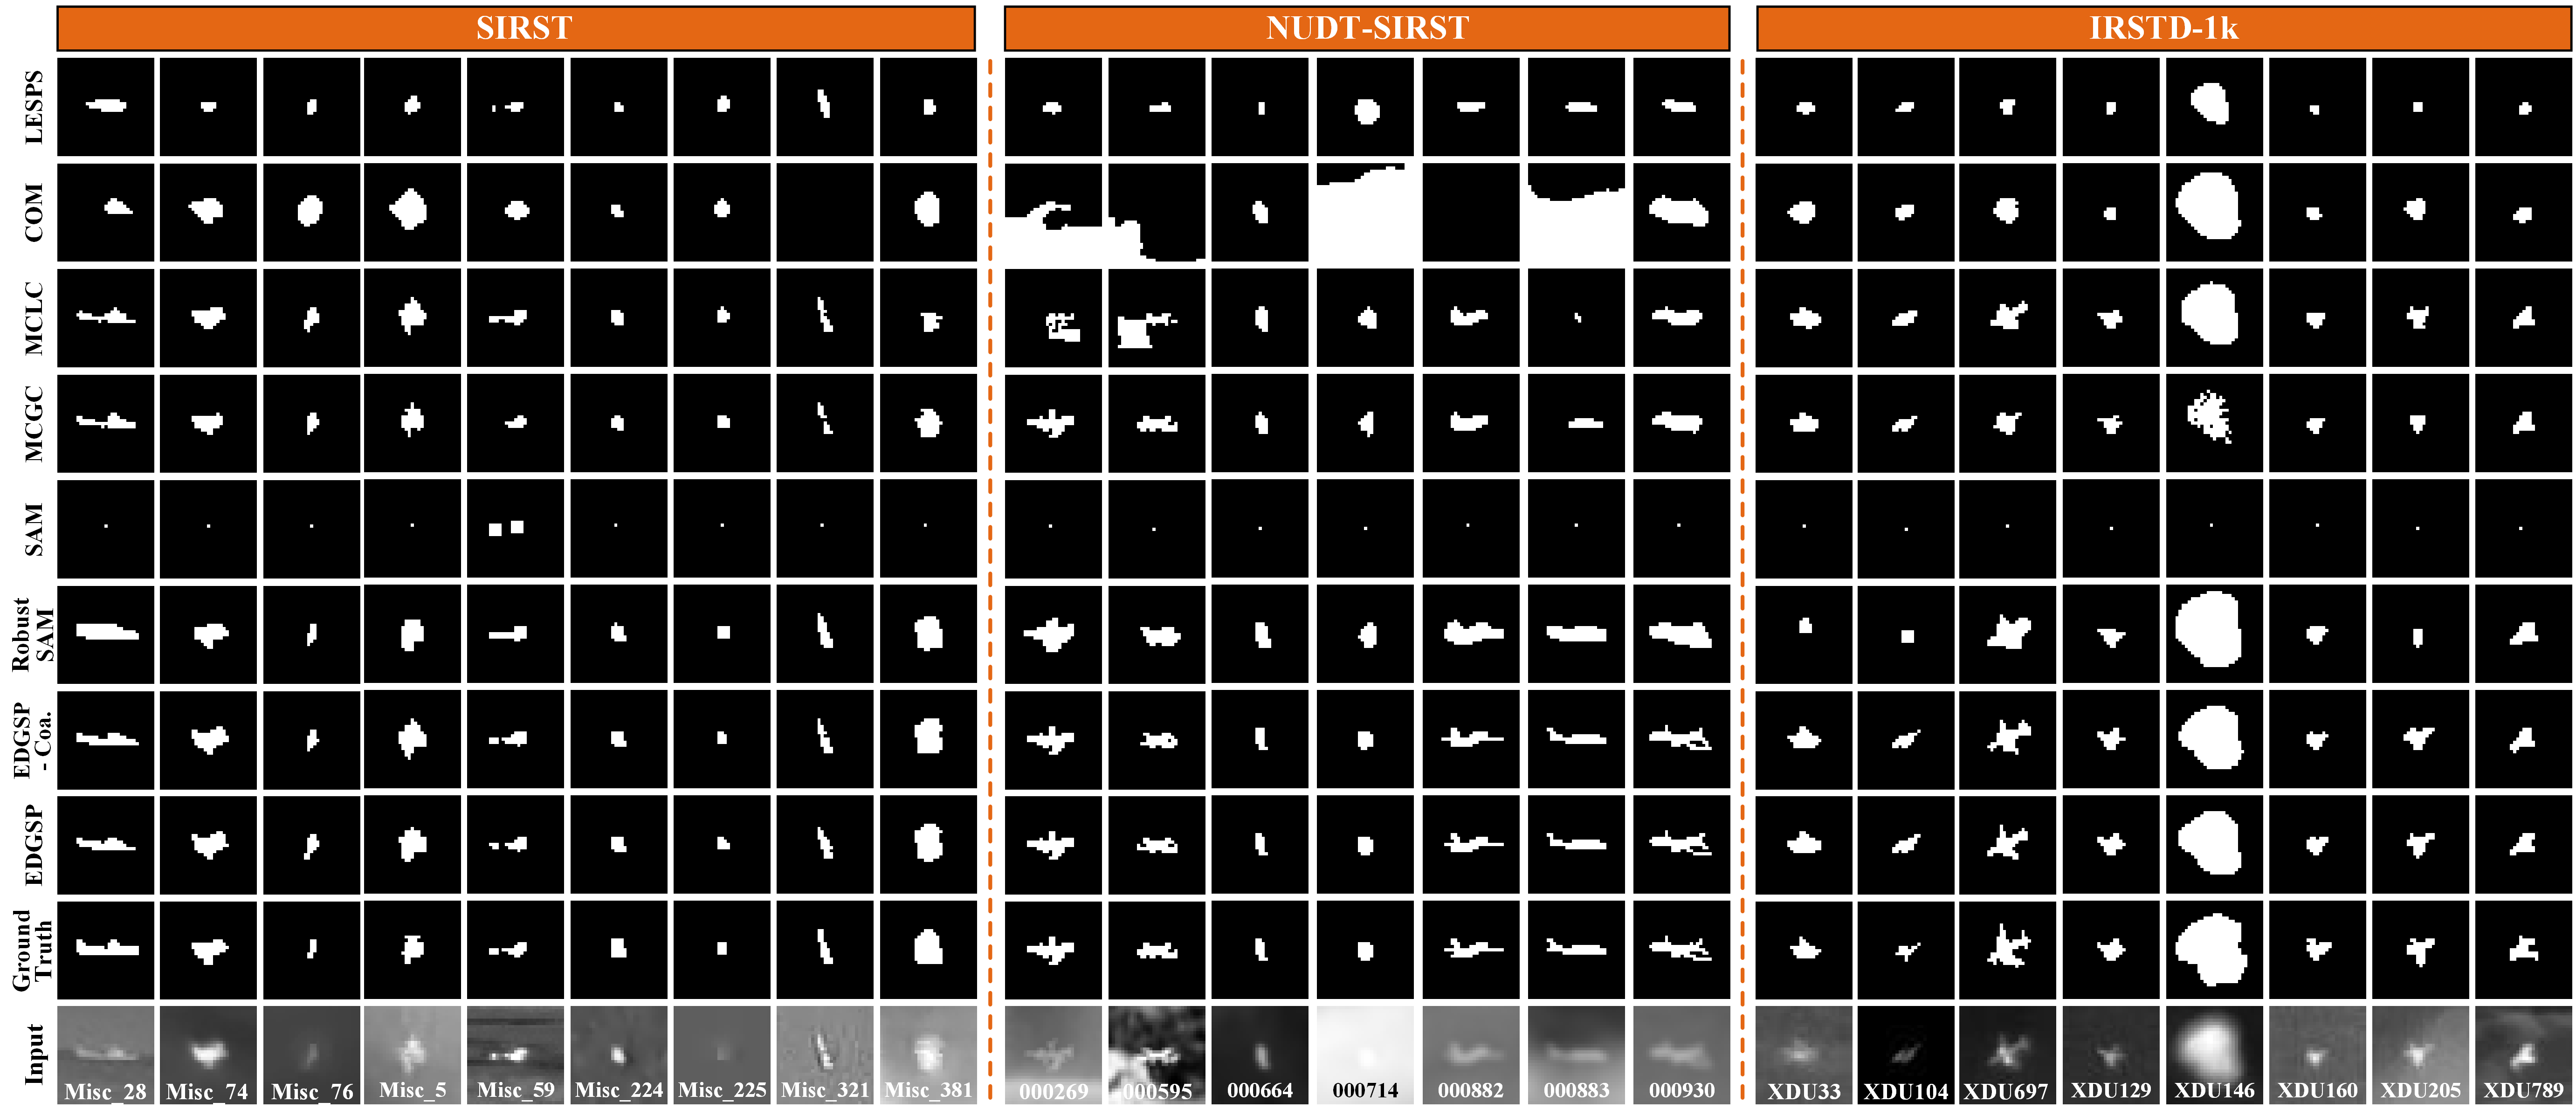 SIRST
NUDT-SIRST
IRSTD-1k
LESPS
COM
MCLC
MCGC
SAM
Robust
SAM
EDGSP
- Coa.
EDGSP
Ground
Truth
Input
Misc_28
Misc_74
Misc_76
Misc_5
Misc_59
Misc_224
Misc_225
Misc_321
Misc_381
000269
000595
000664
000714
000882
000883
000930
XDU33
XDU104
XDU697
XDU129
XDU146
XDU160
XDU205
XDU789